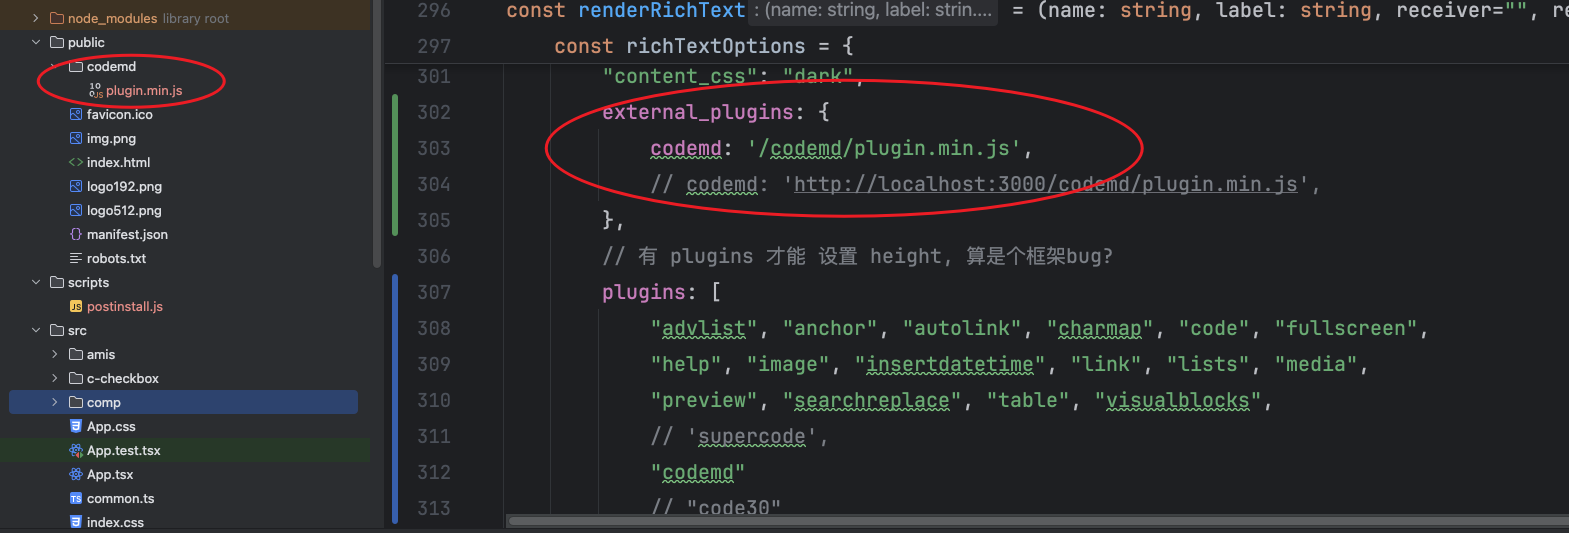 node_modules library root
public
codemd
plugin.min.js
favicon.ico
img.png
index.html
logo192.png
logo512.png
manifest.json
robots.txt
scripts
postinstall.js
src
amis
c-checkbox
comp
App.css
App.test.tsx
App.tsx
common.ts
index.css
296 const renderRichText : (name: string, label: strin.... = (name: string, label: string, receiver="", re
297 const richTextOptions = {
301 "content_css": "dark",
302 external_plugins: {
303 codemd: '/codemd/plugin.min.js',
304 // codemd: 'http://localhost:3000/codemd/plugin.min.js',
305 },
306 // 有 plugins 才能 设置 height, 算是个框架bug?
307 plugins: [
308 "advlist", "anchor", "autolink", "charmap", "code", "fullscreen",
309 "help", "image", "insertdatetime", "link", "lists", "media",
310 "preview", "searchreplace", "table", "visualblocks",
311 // 'supercode',
312 "codemd"
313 // "code30"